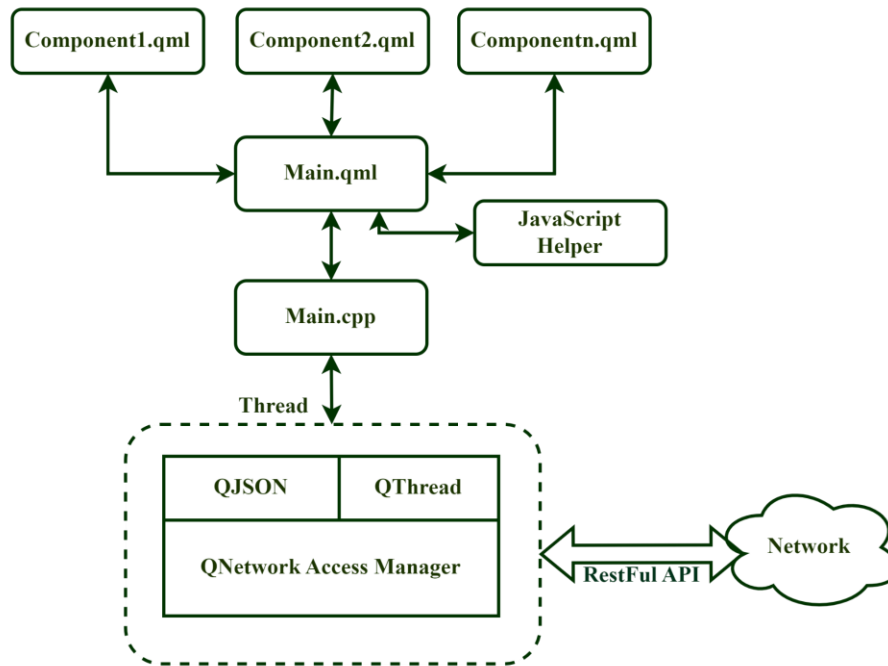 Component1.qml
Component2.qml
Componentn.qml
Main.qml
JavaScript
Helper
Main.cpp
Thread
QJSON
QThread
QNetwork Access Manager
Network
RestFul API